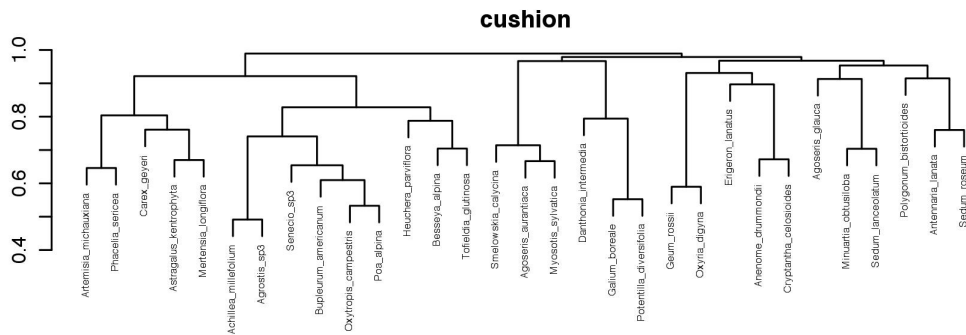 cushion
1.0
0.8
0.6
0.4
Artemisia_michauxiana
Phacelia_sericea
Carex_geyeri
Astragalus_kentrophyta
Mertensia_longiflora
Achillea_millefolium
Agrostis_sp3
Senecio_sp3
Bupleurum_americanum
Oxytropis_campestris
Poa_alpina
Heuchera_parviflora
Besseya_alpina
Tofieldia_glutinosa
Smelowskia_calycina
Agoseris_aurantiaca
Myosotis_sylvatica
Danthonia_intermedia
Galium_boreale
Potentilla_diversifolia
Geum_rossii
Oxyria_digyna
Erigeron_lanatus
Anenome_drummondii
Cryptantha_celosioides
Agoseris_glauca
Minuartia_obtusiloba
Sedum_lanceolatum
Polygonum_bistortioides
Antennaria_lanata
Sedum_roseum